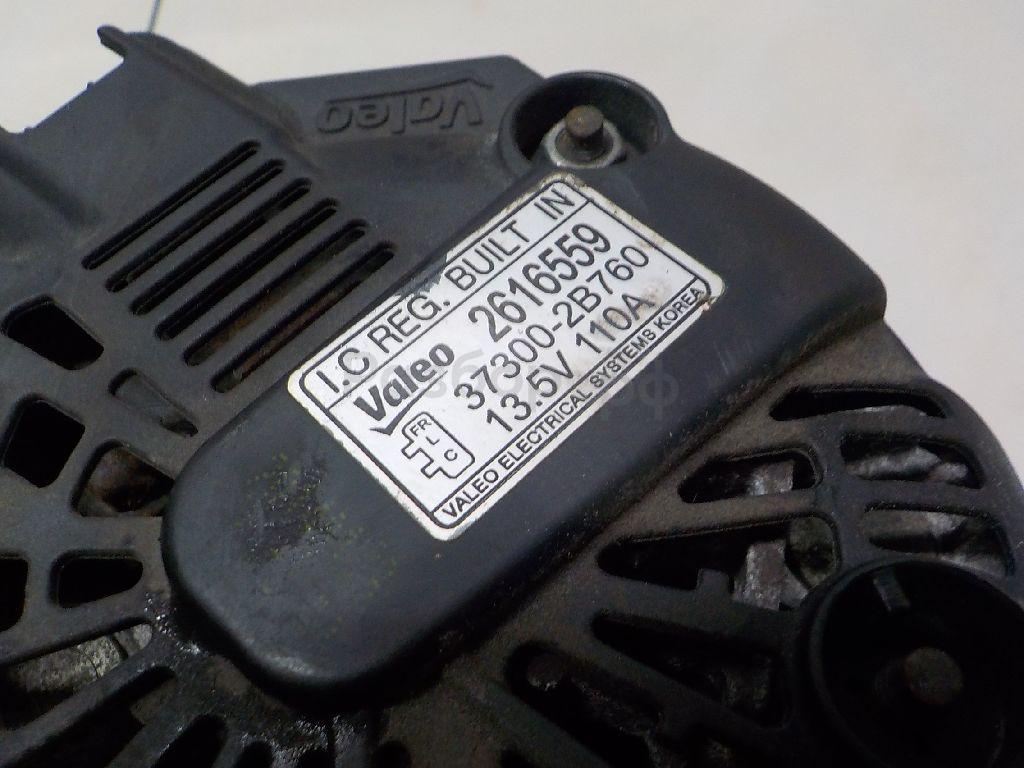 Valeo
I.C REG. BUILT IN
Valeo 2616559
37300-2B760
13.5V 110A
FR
L
C
VALEO ELECTRICAL SYSTEMS KOREA